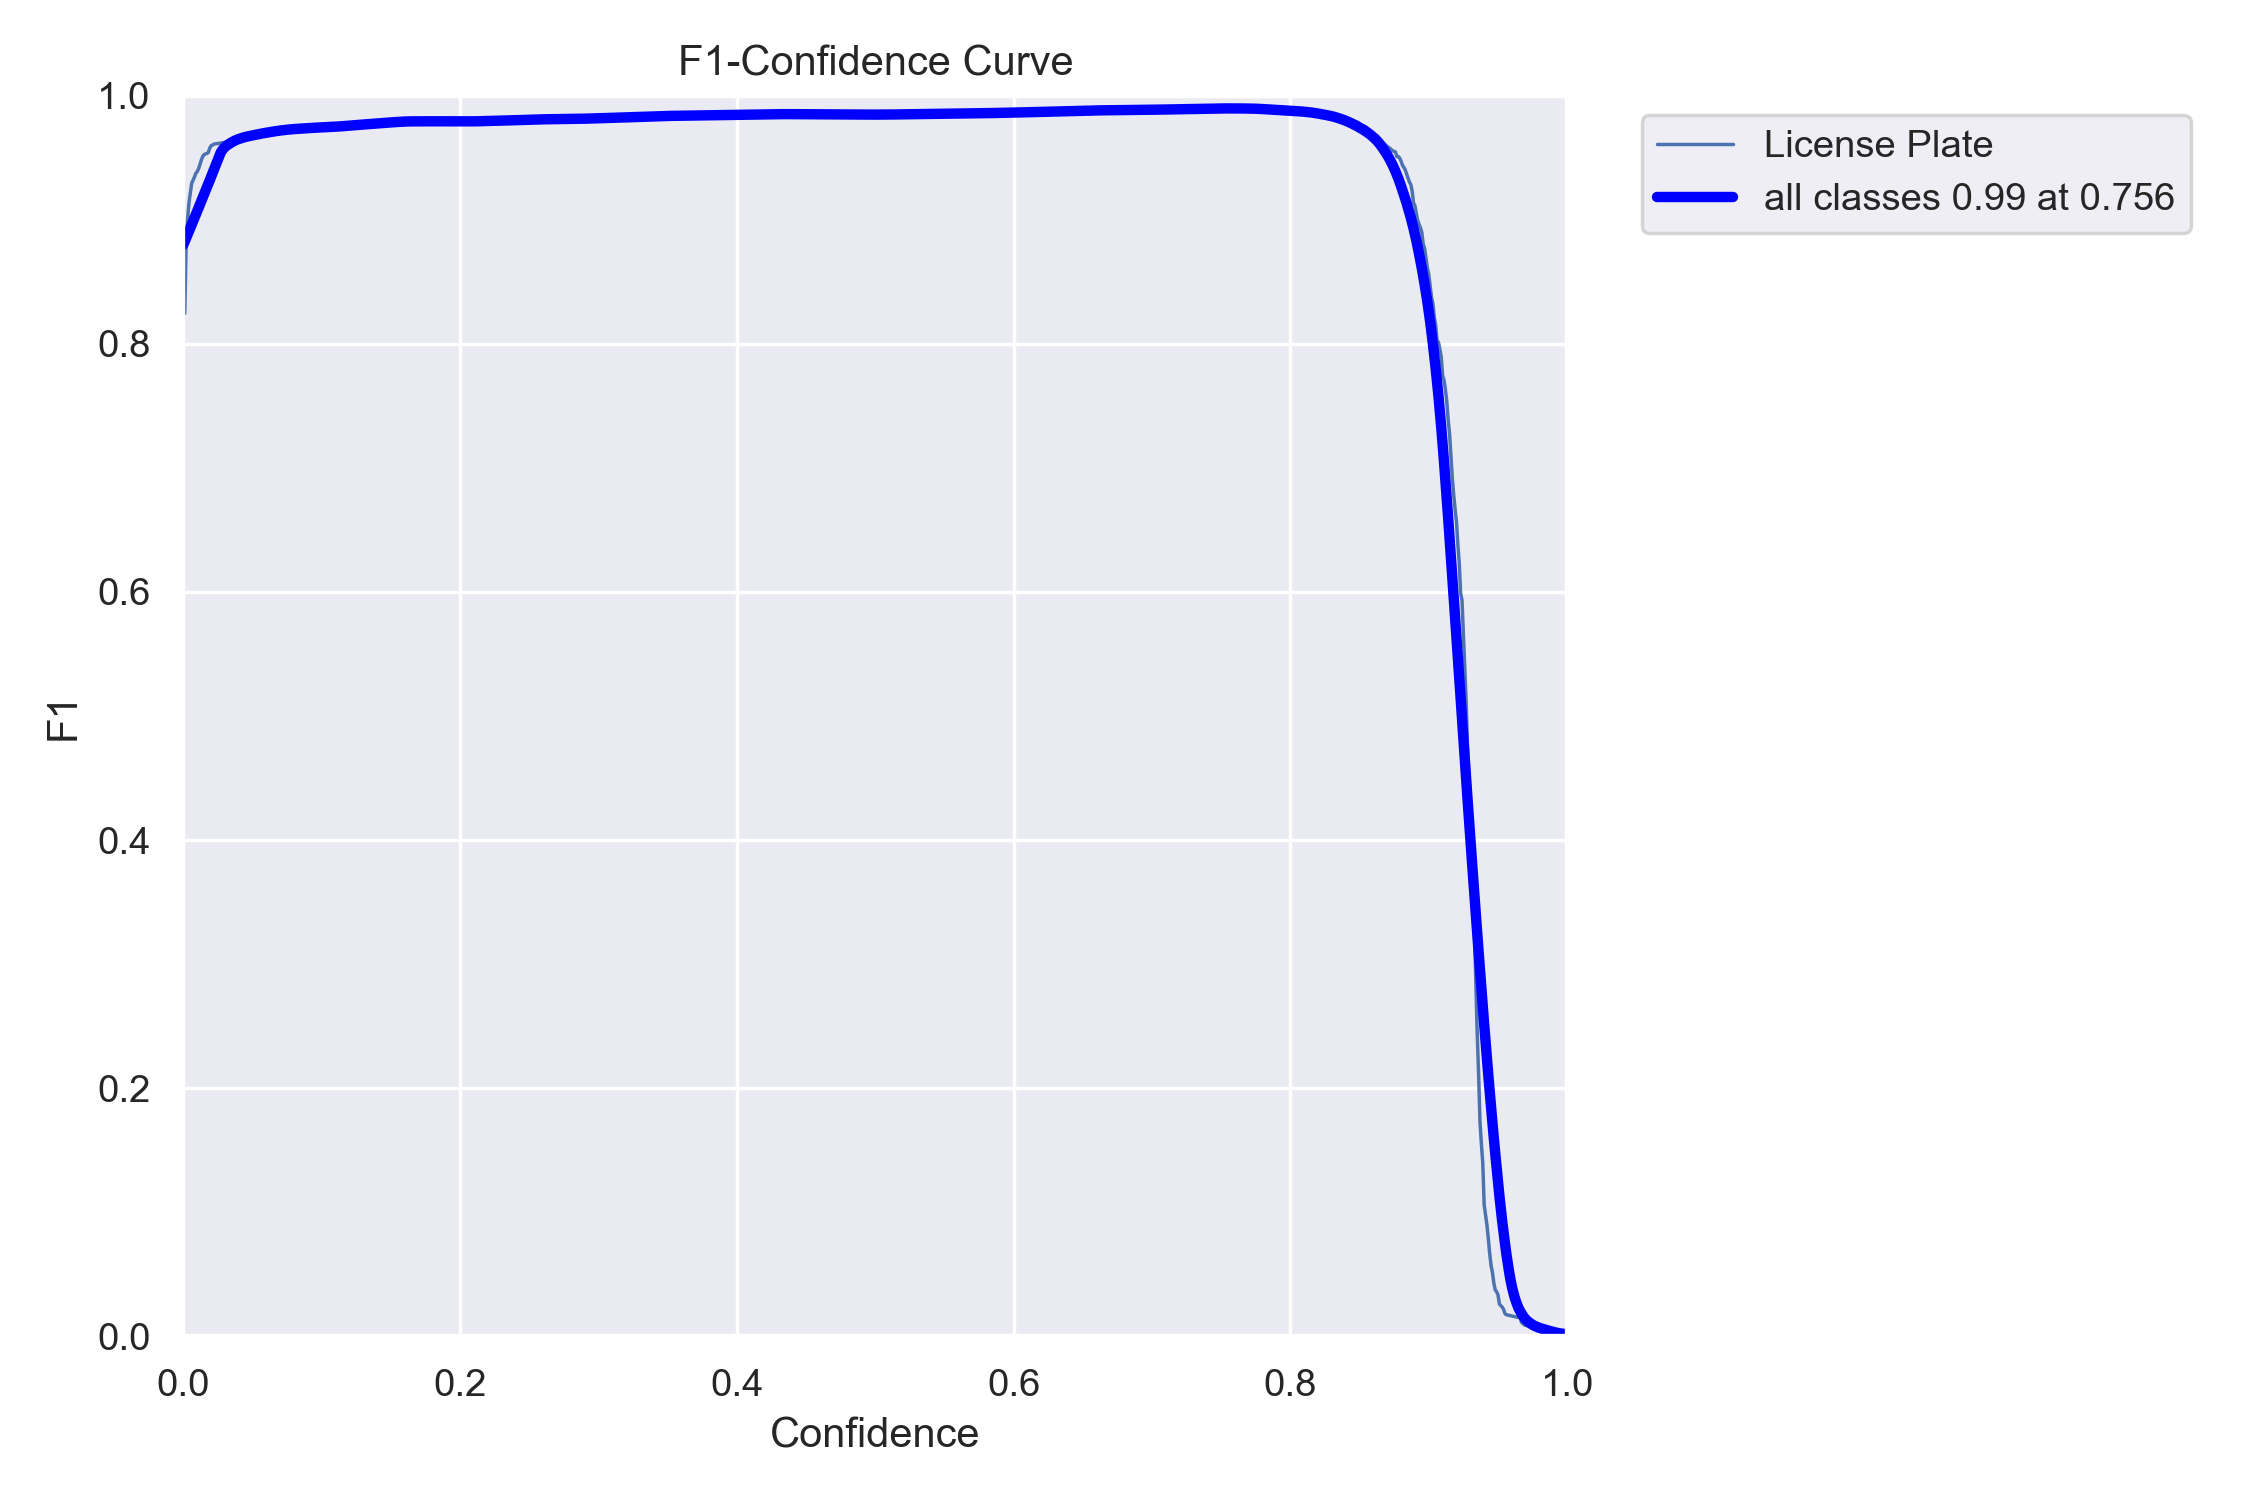 F1-Confidence Curve
1.0
0.8
0.6
0.4
0.2
0.0
F1
0.0 0.2 0.4 0.6 0.8 1.0
Confidence
License Plate
all classes 0.99 at 0.756